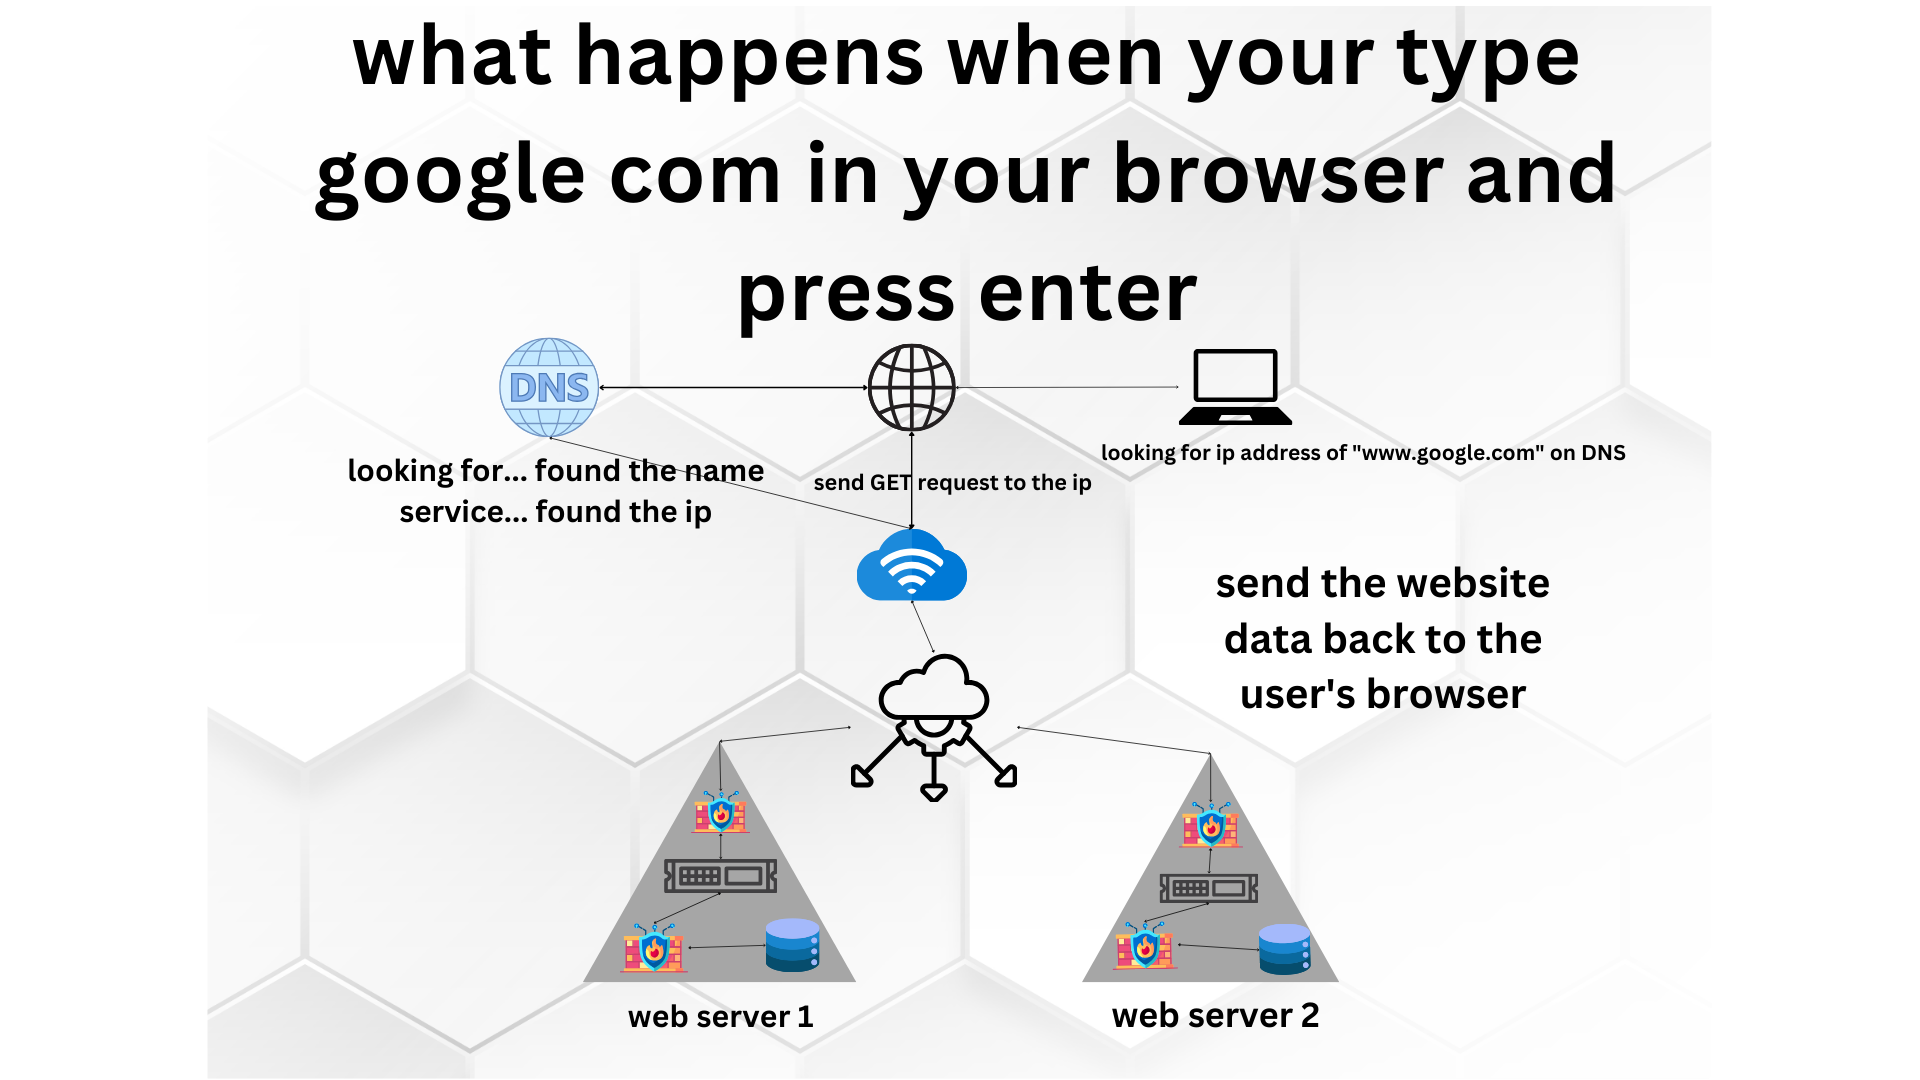 what happens when your type
google com in your browser and
press enter
DNS
looking for ip address of "www.google.com" on DNS
looking for... found the name
service... found the ip
send GET request to the ip
send the website
data back to the
user's browser
web server 1
web server 2